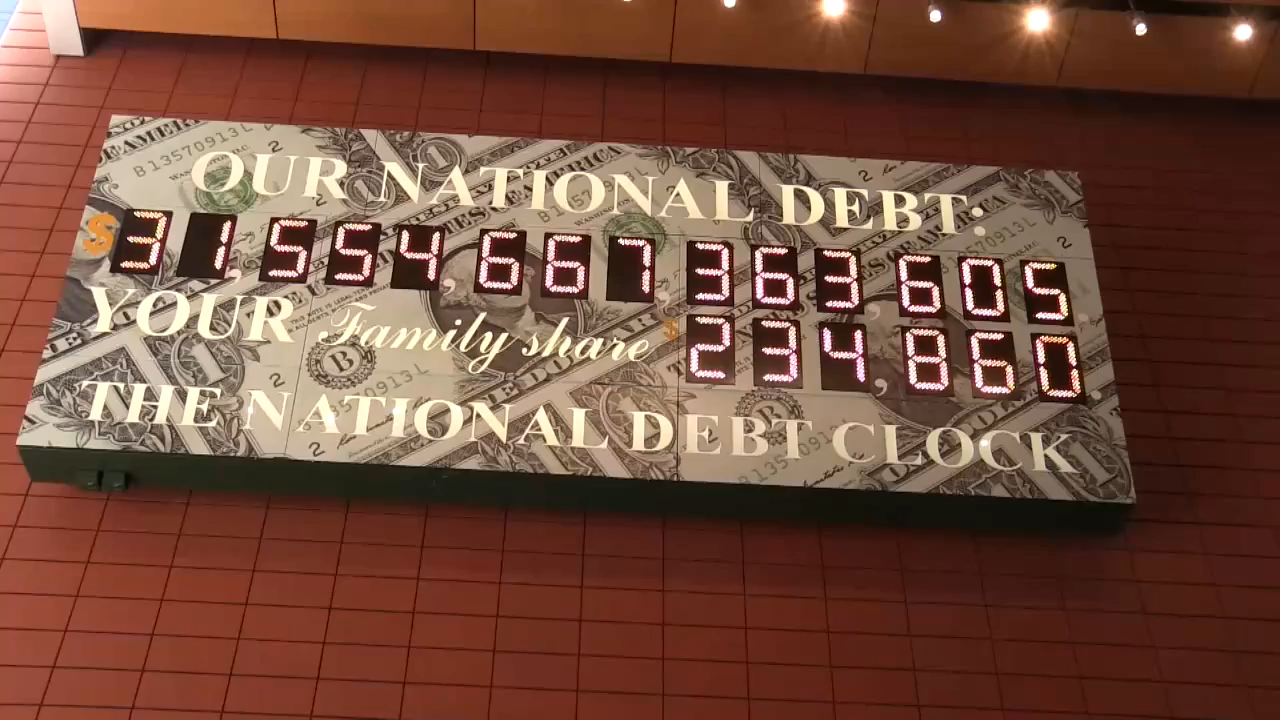 OUR NATIONAL DEBT:
$31,554,667,363,605
YOUR Family share $234,860.
THE NATIONAL DEBT CLOCK